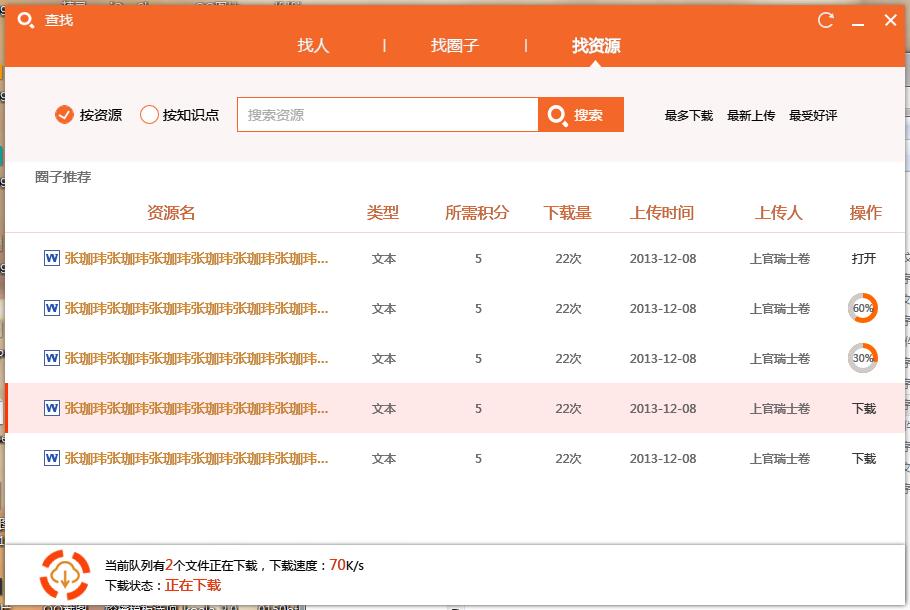 查找
找人 | 找圈子 | 找资源
按资源 按知识点 搜索资源 搜索 最多下载 最新上传 最受好评
圈子推荐
资源名 类型 所需积分 下载量 上传时间 上传人 操作
W 张珈玮张珈玮张珈玮张珈玮张珈玮张珈玮... 文本 5 22次 2013-12-08 上官瑞士卷 打开
W 张珈玮张珈玮张珈玮张珈玮张珈玮张珈玮... 文本 5 22次 2013-12-08 上官瑞士卷 60%
W 张珈玮张珈玮张珈玮张珈玮张珈玮张珈玮... 文本 5 22次 2013-12-08 上官瑞士卷 30%
W 张珈玮张珈玮张珈玮张珈玮张珈玮张珈玮... 文本 5 22次 2013-12-08 上官瑞士卷 下载
W 张珈玮张珈玮张珈玮张珈玮张珈玮张珈玮... 文本 5 22次 2013-12-08 上官瑞士卷 下载
当前队列有2个文件正在下载，下载速度：70K/s
下载状态：正在下载